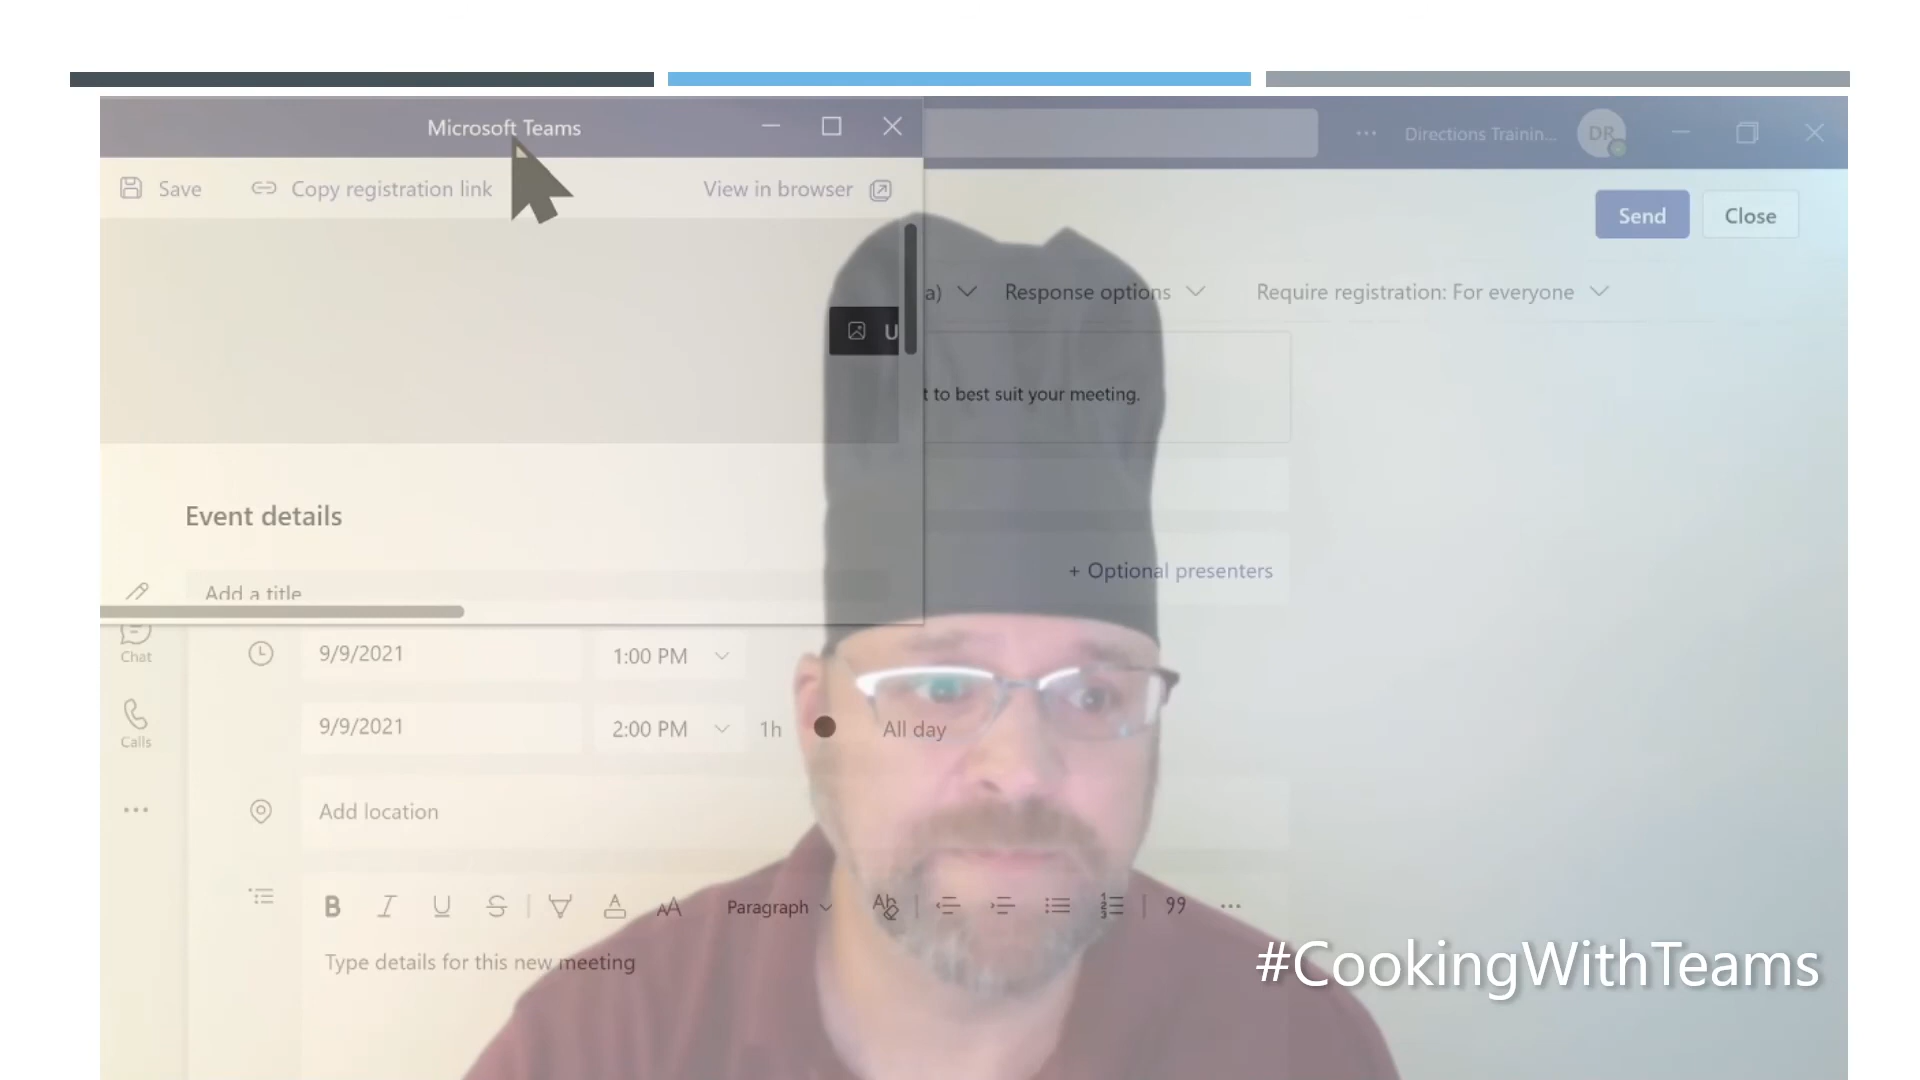 Microsoft Teams
Directions Trainin...
DR
Save
Copy registration link
View in browser
Send
Close
a)
Response options
Require registration: For everyone
U
t to best suit your meeting.
Event details
+ Optional presenters
Add a title
Chat
9/9/2021
1:00 PM
Calls
9/9/2021
2:00 PM
1h
All day
Add location
B I U S A AA Paragraph Ab 99 ...
Type details for this new meeting
#CookingWithTeams